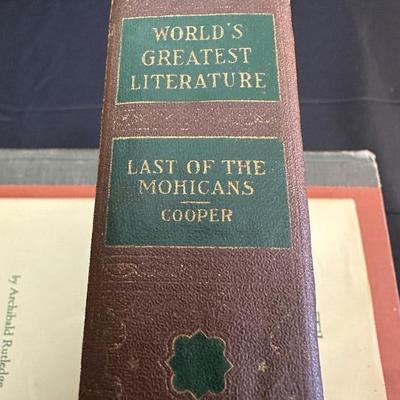 WORLD'S
GREATEST
LITERATURE
LAST OF THE
MOHICANS
COOPER
by Archibald Rutledge